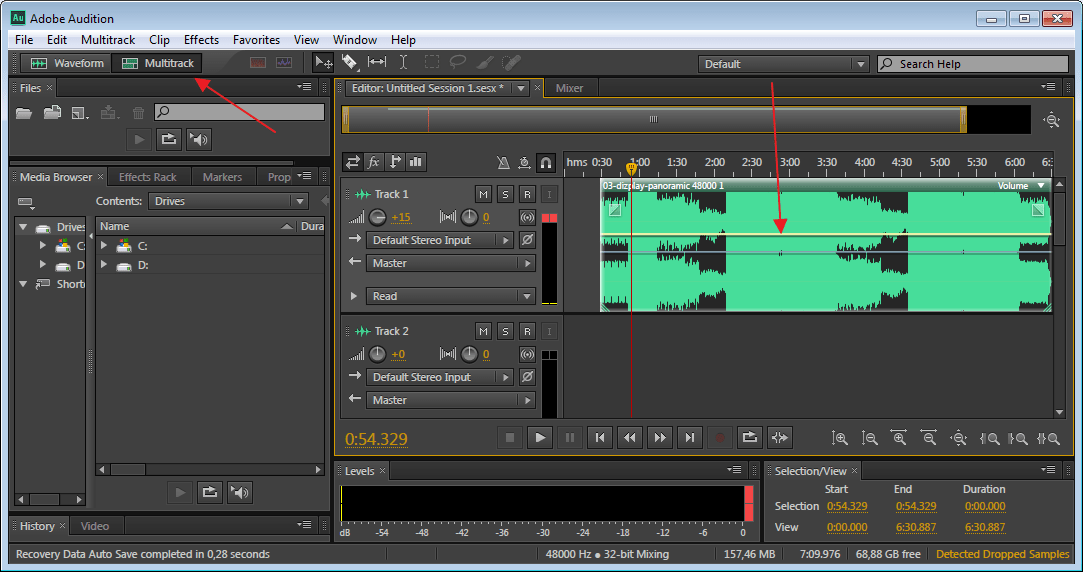 Au Adobe Audition
File Edit Multitrack Clip Effects Favorites View Window Help
Waveform Multitrack Default Search Help
Files × Editor: Untitled Session 1.sesx * × Mixer
fx hms 0:30 1:00 1:30 2:00 2:30 3:00 3:30 4:00 4:30 5:00 5:30 6:00 6:3
Media Browser × Effects Rack Markers Prop
Contents: Drives
Name Dura
Drives
C:
D
Shortc
C:
D:
Track 1 M S R I
03-dizplay-panoramic 48000 1 Volume
+15 0
Default Stereo Input
Master
Read
Track 2 M S R I
+0 0
Default Stereo Input
Master
0:54.329
Levels ×
dB -54 -48 -42 -36 -30 -24 -18 -12 -6 0
Selection/View ×
Start End Duration
Selection 0:54.329 0:54.329 0:00.000
View 0:00.000 6:30.887 6:30.887
History × Video
Recovery Data Auto Save completed in 0,28 seconds 48000 Hz ● 32-bit Mixing 157,46 MB 7:09.976 68,88 GB free Detected Dropped Samples